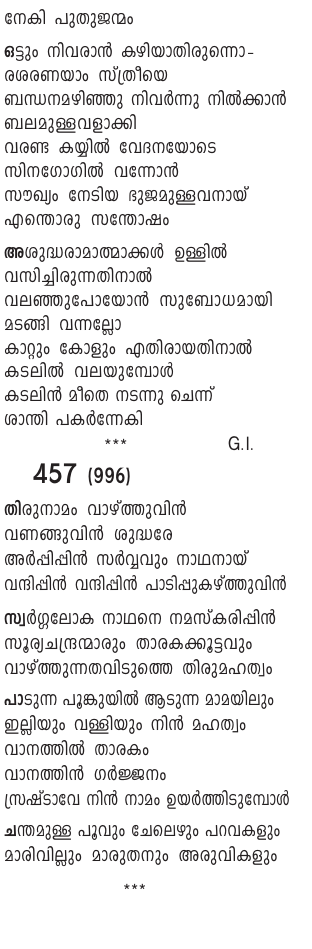 നേകി പുതുജന്മം
ഒട്ടും നിവരാൻ കഴിയാതിരുന്നൊ-
രശരണയാം സ്ത്രീയെ
ബന്ധനമഴിഞ്ഞു നിവർന്നു നിൽക്കാൻ
ബലമുള്ളവളാക്കി
വരണ്ട കയ്യിൽ വേദനയോടെ
സിനഗോഗിൽ വന്നോൻ
സൗഖ്യം നേടിയ ഭുജമുള്ളവനായ്
എന്തൊരു സന്തോഷം
അശുദ്ധരാമാത്മാക്കൾ ഉള്ളിൽ
വസിച്ചിരുന്നതിനാൽ
വലഞ്ഞുപോയോൻ സുബോധമായി
മടങ്ങി വന്നല്ലോ
കാറ്റും കോളും എതിരായതിനാൽ
കടലിൽ വലയുമ്പോൾ
കടലിൻ മീതെ നടന്നു ചെന്ന്
ശാന്തി പകർന്നേകി
*** G.I.
457 (996)
തിരുനാമം വാഴ്ത്തുവിൻ
വണങ്ങുവിൻ ശുദ്ധരേ
അർപ്പിപ്പിൻ സർവ്വവും നാഥനായ്
വന്ദിപ്പിൻ വന്ദിപ്പിൻ പാടിപ്പുകഴ്ത്തുവിൻ
സ്വർഗ്ഗലോക നാഥനെ നമസ്കരിപ്പിൻ
സൂര്യചന്ദ്രന്മാരും താരകക്കൂട്ടവും
വാഴ്ത്തുന്നതവിടുത്തെ തിരുമഹത്വം
പാടുന്ന പൂങ്കുയിൽ ആടുന്ന മാമയിലും
ഇല്ലിയും വള്ളിയും നിൻ മഹത്വം
വാനത്തിൽ താരകം
വാനത്തിൻ ഗർജ്ജനം
സ്രഷ്ടാവേ നിൻ നാമം ഉയർത്തിടുമ്പോൾ
ചന്തമുള്ള പൂവും ചേലെഴും പറവകളും
മാരിവില്ലും മാരുതനും അരുവികളും
***